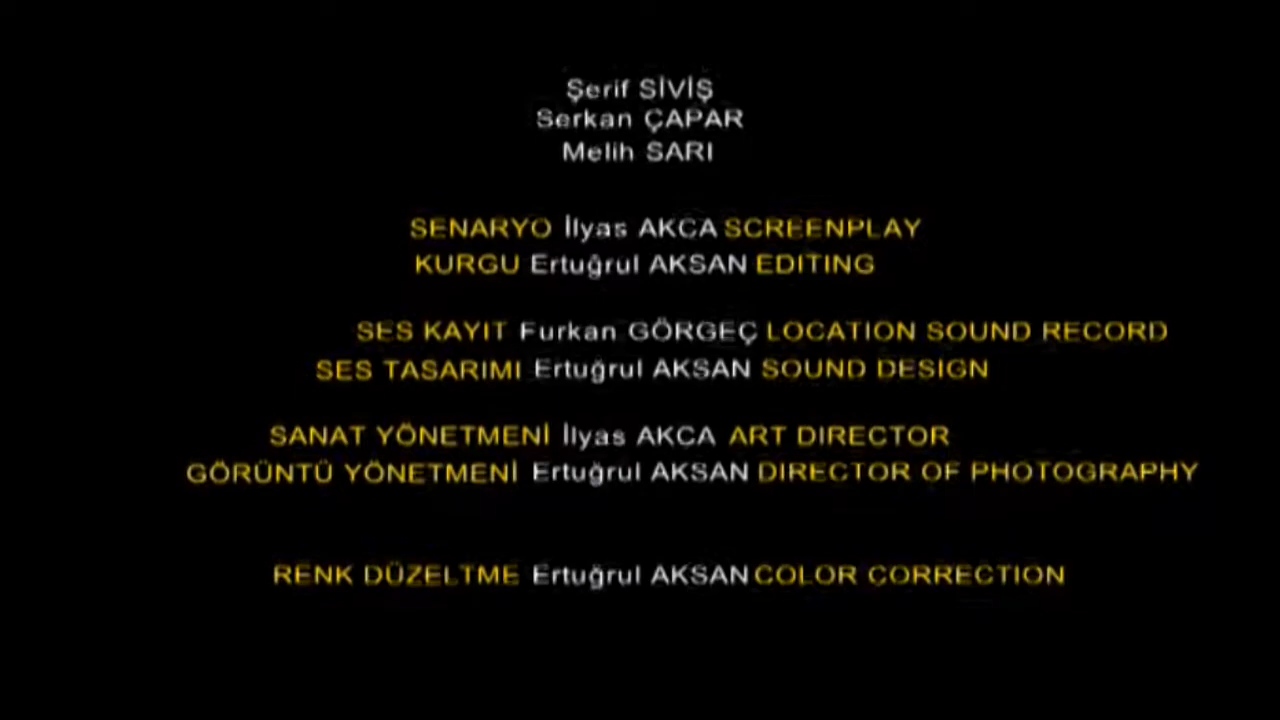 Şerif SİVİŞ
Serkan ÇAPAR
Melih SARI
SENARYO İlyas AKCA SCREENPLAY
KURGU Ertuğrul AKSAN EDITING
SES KAYIT Furkan GÖRGEÇ LOCATION SOUND RECORD
SES TASARIMI Ertuğrul AKSAN SOUND DESIGN
SANAT YÖNETMENİ İlyas AKCA ART DIRECTOR
GÖRÜNTÜ YÖNETMENİ Ertuğrul AKSAN DIRECTOR OF PHOTOGRAPHY
RENK DÜZELTME Ertuğrul AKSAN COLOR CORRECTION